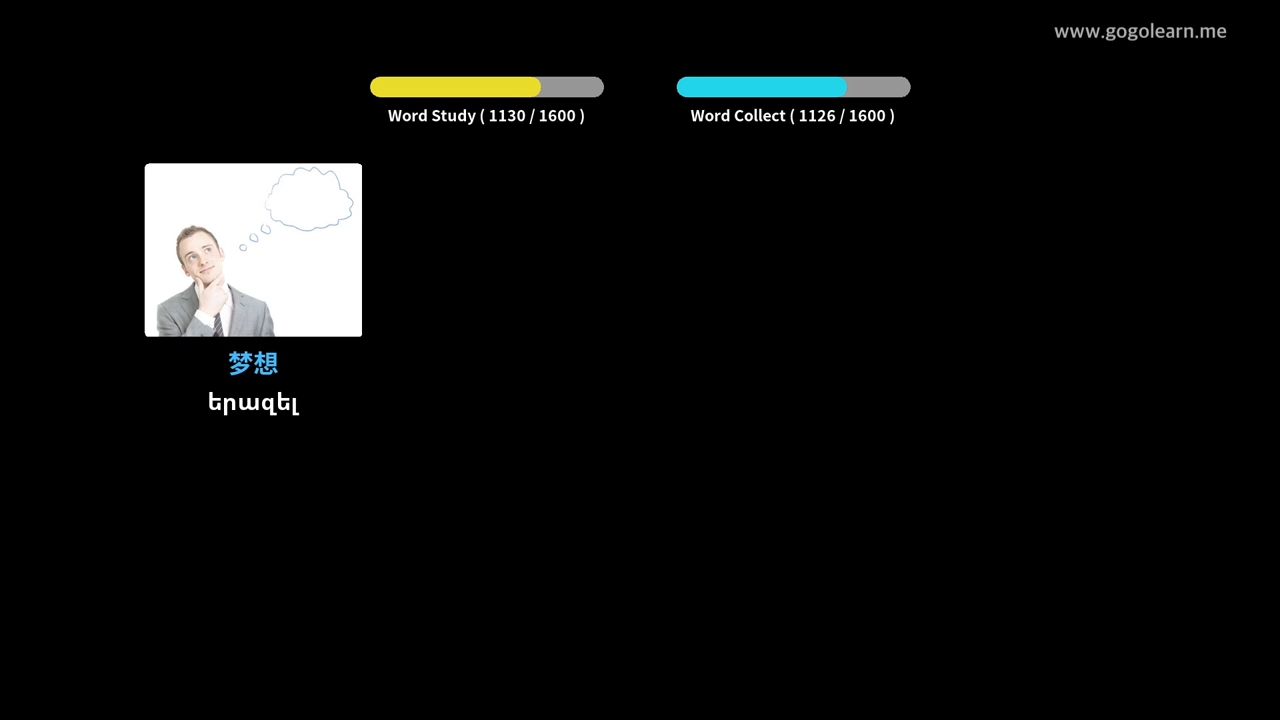 www.gogolearn.me
Word Study ( 1130 / 1600 )
Word Collect ( 1126 / 1600 )
梦想
երազել